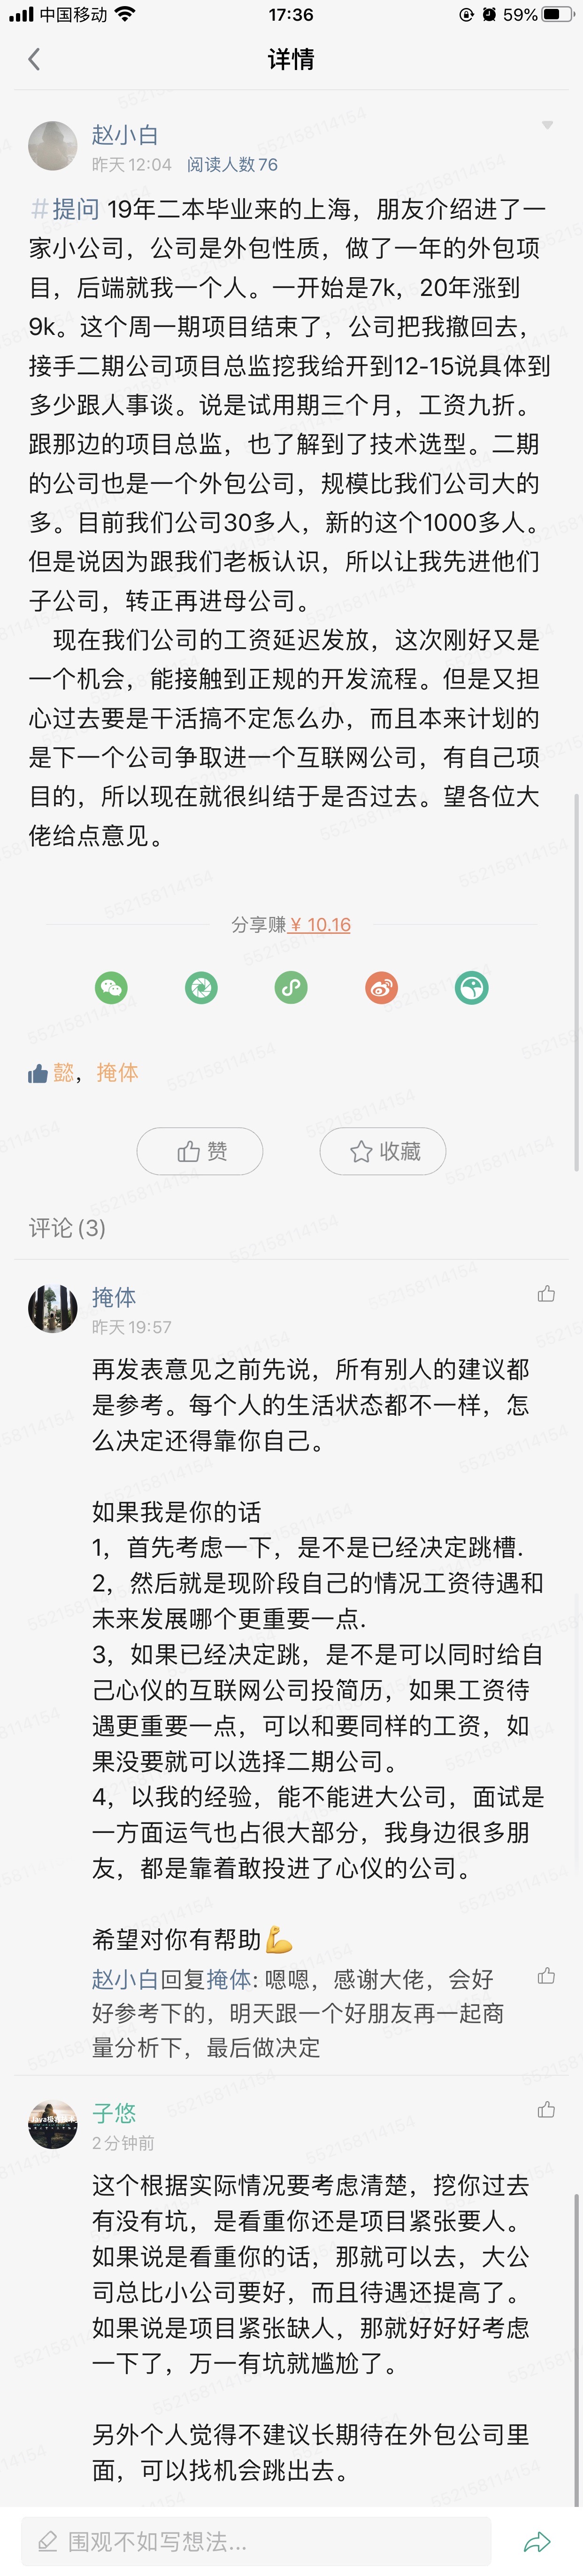 中国移动 17:36 59%
详情
赵小白
昨天 12:04 阅读人数 76
#提问 19年二本毕业来的上海，朋友介绍进了一
家小公司，公司是外包性质，做了一年的外包项
目，后端就我一个人。一开始是7k，20年涨到
9k。这个周一期项目结束了，公司把我撤回去，
接手二期公司项目总监挖我给开到12-15说具体到
多少跟人事谈。说是试用期三个月，工资九折。
跟那边的项目总监，也了解到了技术选型。二期
的公司也是一个外包公司，规模比我们公司大的
多。目前我们公司30多人，新的这个1000多人。
但是说因为跟我们老板认识，所以让我先进他们
子公司，转正再进母公司。
现在我们公司的工资延迟发放，这次刚好又是
一个机会，能接触到正规的开发流程。但是又担
心过去要是干活搞不定怎么办，而且本来计划的
是下一个公司争取进一个互联网公司，有自己项
目的，所以现在就很纠结于是否过去。望各位大
佬给点意见。
分享赚 ¥ 10.16
懿，掩体
赞 收藏
评论 (3)
掩体
昨天 19:57
再发表意见之前先说，所有别人的建议都
是参考。每个人的生活状态都不一样，怎
么决定还得靠你自己。
如果我是你的话
1，首先考虑一下，是不是已经决定跳槽.
2，然后就是现阶段自己的情况工资待遇和
未来发展哪个更重要一点.
3，如果已经决定跳，是不是可以同时给自
己心仪的互联网公司投简历，如果工资待
遇更重要一点，可以和要同样的工资，如
果没要就可以选择二期公司。
4，以我的经验，能不能进大公司，面试是
一方面运气也占很大部分，我身边很多朋
友，都是靠着敢投进了心仪的公司。
希望对你有帮助💪
赵小白回复掩体: 嗯嗯，感谢大佬，会好
好参考下的，明天跟一个好朋友再一起商
量分析下，最后做决定
子悠
2 分钟前
这个根据实际情况要考虑清楚，挖你过去
有没有坑，是看重你还是项目紧张要人。
如果说是看重你的话，那就可以去，大公
司总比小公司要好，而且待遇还提高了。
如果说是项目紧张缺人，那就好好好考虑
一下了，万一有坑就尴尬了。
另外个人觉得不建议长期待在外包公司里
面，可以找机会跳出去。
围观不如写想法...
552158114154